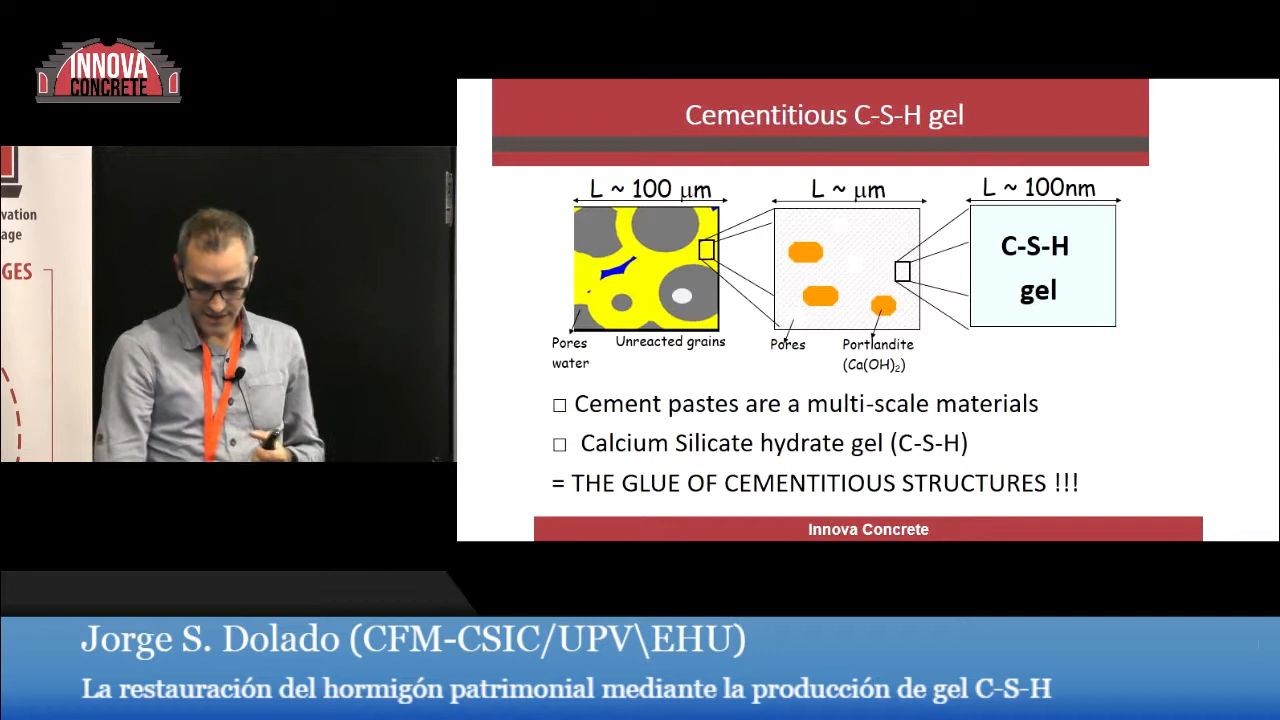 INNOVA
CONCRETE
vation
age
GES
Cementitious C-S-H gel
L ~ 100 μm
L ~ μm
L ~ 100nm
C-S-H
gel
Pores
water
Unreacted grains
Pores
Portlandite
(Ca(OH)₂)
□ Cement pastes are a multi-scale materials
□ Calcium Silicate hydrate gel (C-S-H)
= THE GLUE OF CEMENTITIOUS STRUCTURES !!!
Innova Concrete
Jorge S. Dolado (CFM-CSIC/UPV\EHU)
La restauración del hormigón patrimonial mediante la producción de gel C-S-H